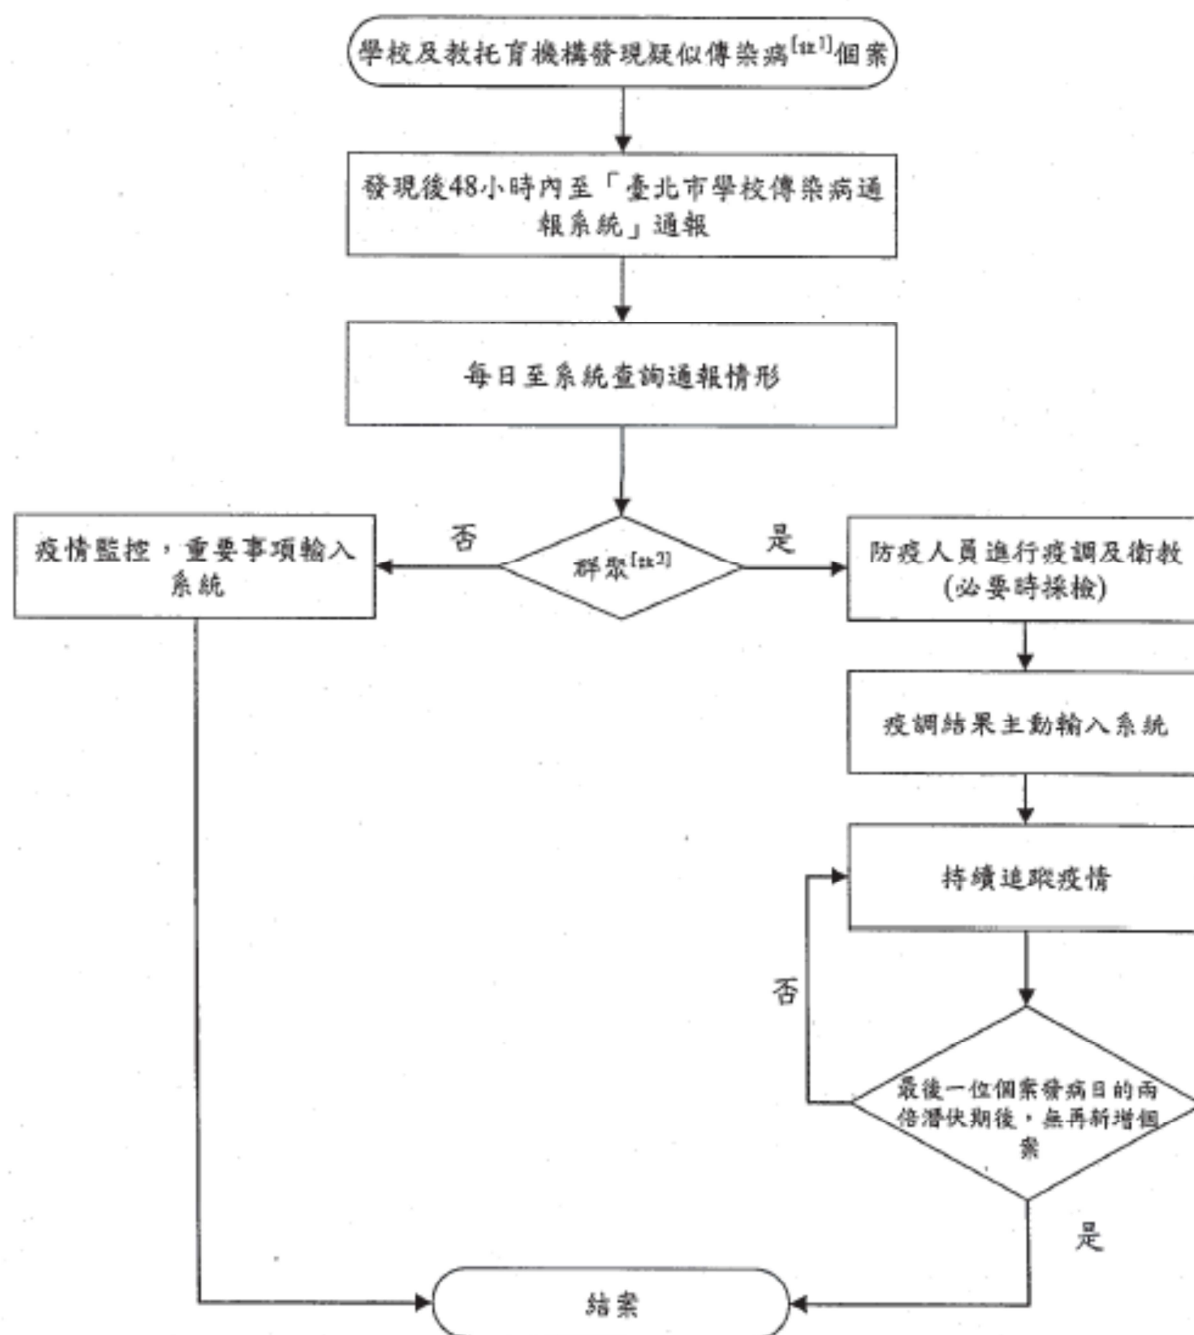 學校及教托育機構發現疑似傳染病[註1]個案
發現後48小時內至「臺北市學校傳染病通
報系統」通報
每日至系統查詢通報情形
否
群聚[註2]
是
疫情監控,重要事項輸入
系統
防疫人員進行疫調及衛教
(必要時採檢)
疫調結果主動輸入系統
持續追蹤疫情
否
最後一位個案發病日的兩
倍潛伏期後,無再新增個
案
是
結案